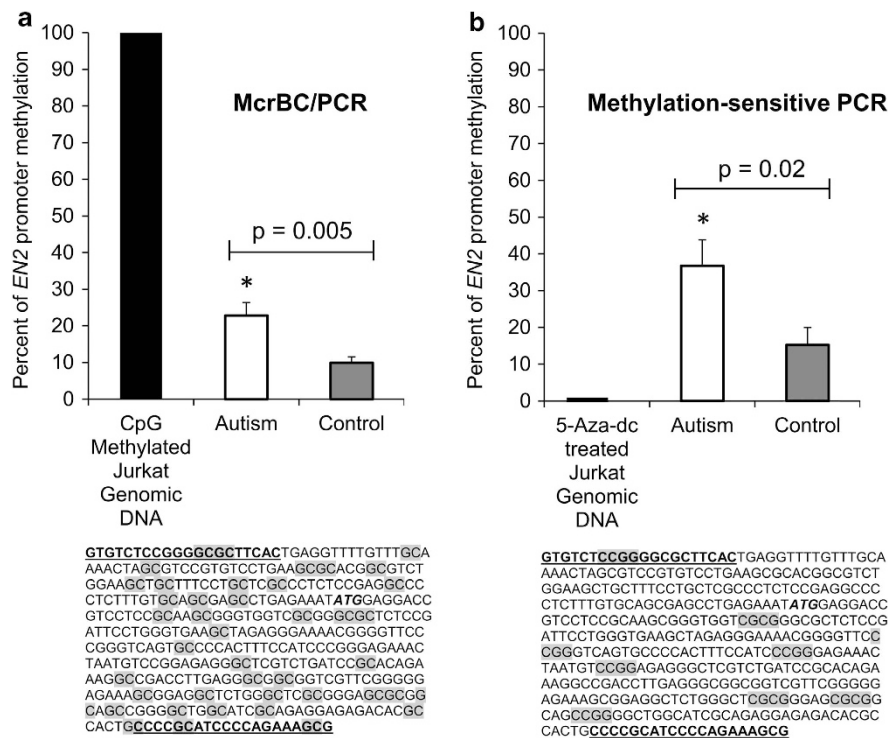 a
Percent of EN2 promoter methylation
100
90
80
70
60
50
40
30
20
10
0
McrBC/PCR
p = 0.005
*
CpG
Methylated
Jurkat
Genomic
DNA
Autism
Control
GTGTCTCCGGGGCGCTTCACTGAGGTTTTGTTTGCA
AAACTAGCGTCCGTGTCCTGAAGCGCACGGCGTCT
GGAAGCTGCTTTCCTGCTCGCCCTCTCCGAGGCCC
CTCTTTGTGCAGCGAGCCTGAGAAATATGGAGGACC
GTCCTCCGCAAGCGGGTGGTCGCGGGGCGCTCTCCG
ATTCCTGGGTGAAGCTAGAGGGAAAACGGGGTTCC
CGGGTCAGTGCCCCACTTTCCATCCCGGGAGAAAC
TAATGTCCGGAGAGGGCTCGTCTGATCCGCACAGA
AAGGCCGACCTTGAGGGCGGCGGTCGTTCGGGGG
AGAAAGCGGAGGCTCTGGGCTCGCGGGAGCGCGG
CAGCCGGGGCTGGCATCGCAGAGGAGAGACACGC
CACTGCCCCGCATCCCCAGAAAGCG
b
Percent of EN2 promoter methylation
100
90
80
70
60
50
40
30
20
10
0
Methylation-sensitive PCR
p = 0.02
*
5-Aza-dc
treated
Jurkat
Genomic
DNA
Autism
Control
GTGTCTCCGGGGCGCTTCACTGAGGTTTTGTTTGCA
AAACTAGCGTCCGTGTCCTGAAGCGCACGGCGTCT
GGAAGCTGCTTTCCTGCTCGCCCTCTCCGAGGCCC
CTCTTTGTGCAGCGAGCCTGAGAAATATGGAGGACC
GTCCTCCGCAAGCGGGTGGTCGCGGGGCGCTCTCCG
ATTCCTGGGTGAAGCTAGAGGGAAAACGGGGTTCC
CGGGTCAGTGCCCCACTTTCCATCCCGGGAGAAAC
TAATGTCCGGAGAGGGCTCGTCTGATCCGCACAGA
AAGGCCGACCTTGAGGGCGGCGGTCGTTCGGGGG
AGAAAGCGGAGGCTCTGGGCTCGCGGGAGCGCGG
CAGCCGGGGCTGGCATCGCAGAGGAGAGACACGC
CACTGCCCCGCATCCCCAGAAAGCG